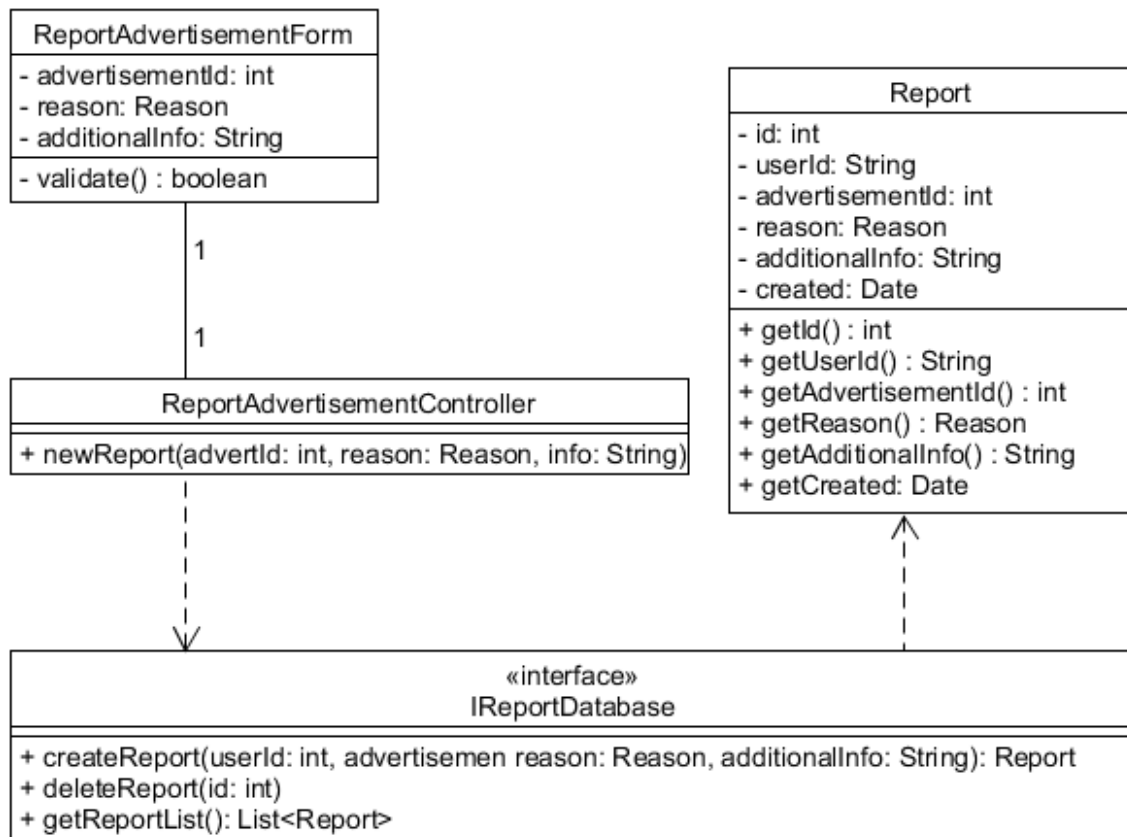 ReportAdvertisementForm
- advertisementId: int
- reason: Reason
- additionalInfo: String
- validate() : boolean
1
1
ReportAdvertisementController
+ newReport(advertId: int, reason: Reason, info: String)
Report
- id: int
- userId: String
- advertisementId: int
- reason: Reason
- additionalInfo: String
- created: Date
+ getId() : int
+ getUserId() : String
+ getAdvertisementId() : int
+ getReason() : Reason
+ getAdditionalInfo() : String
+ getCreated: Date
«interface»
IReportDatabase
+ createReport(userId: int, advertisemen reason: Reason, additionalInfo: String): Report
+ deleteReport(id: int)
+ getReportList(): List<Report>